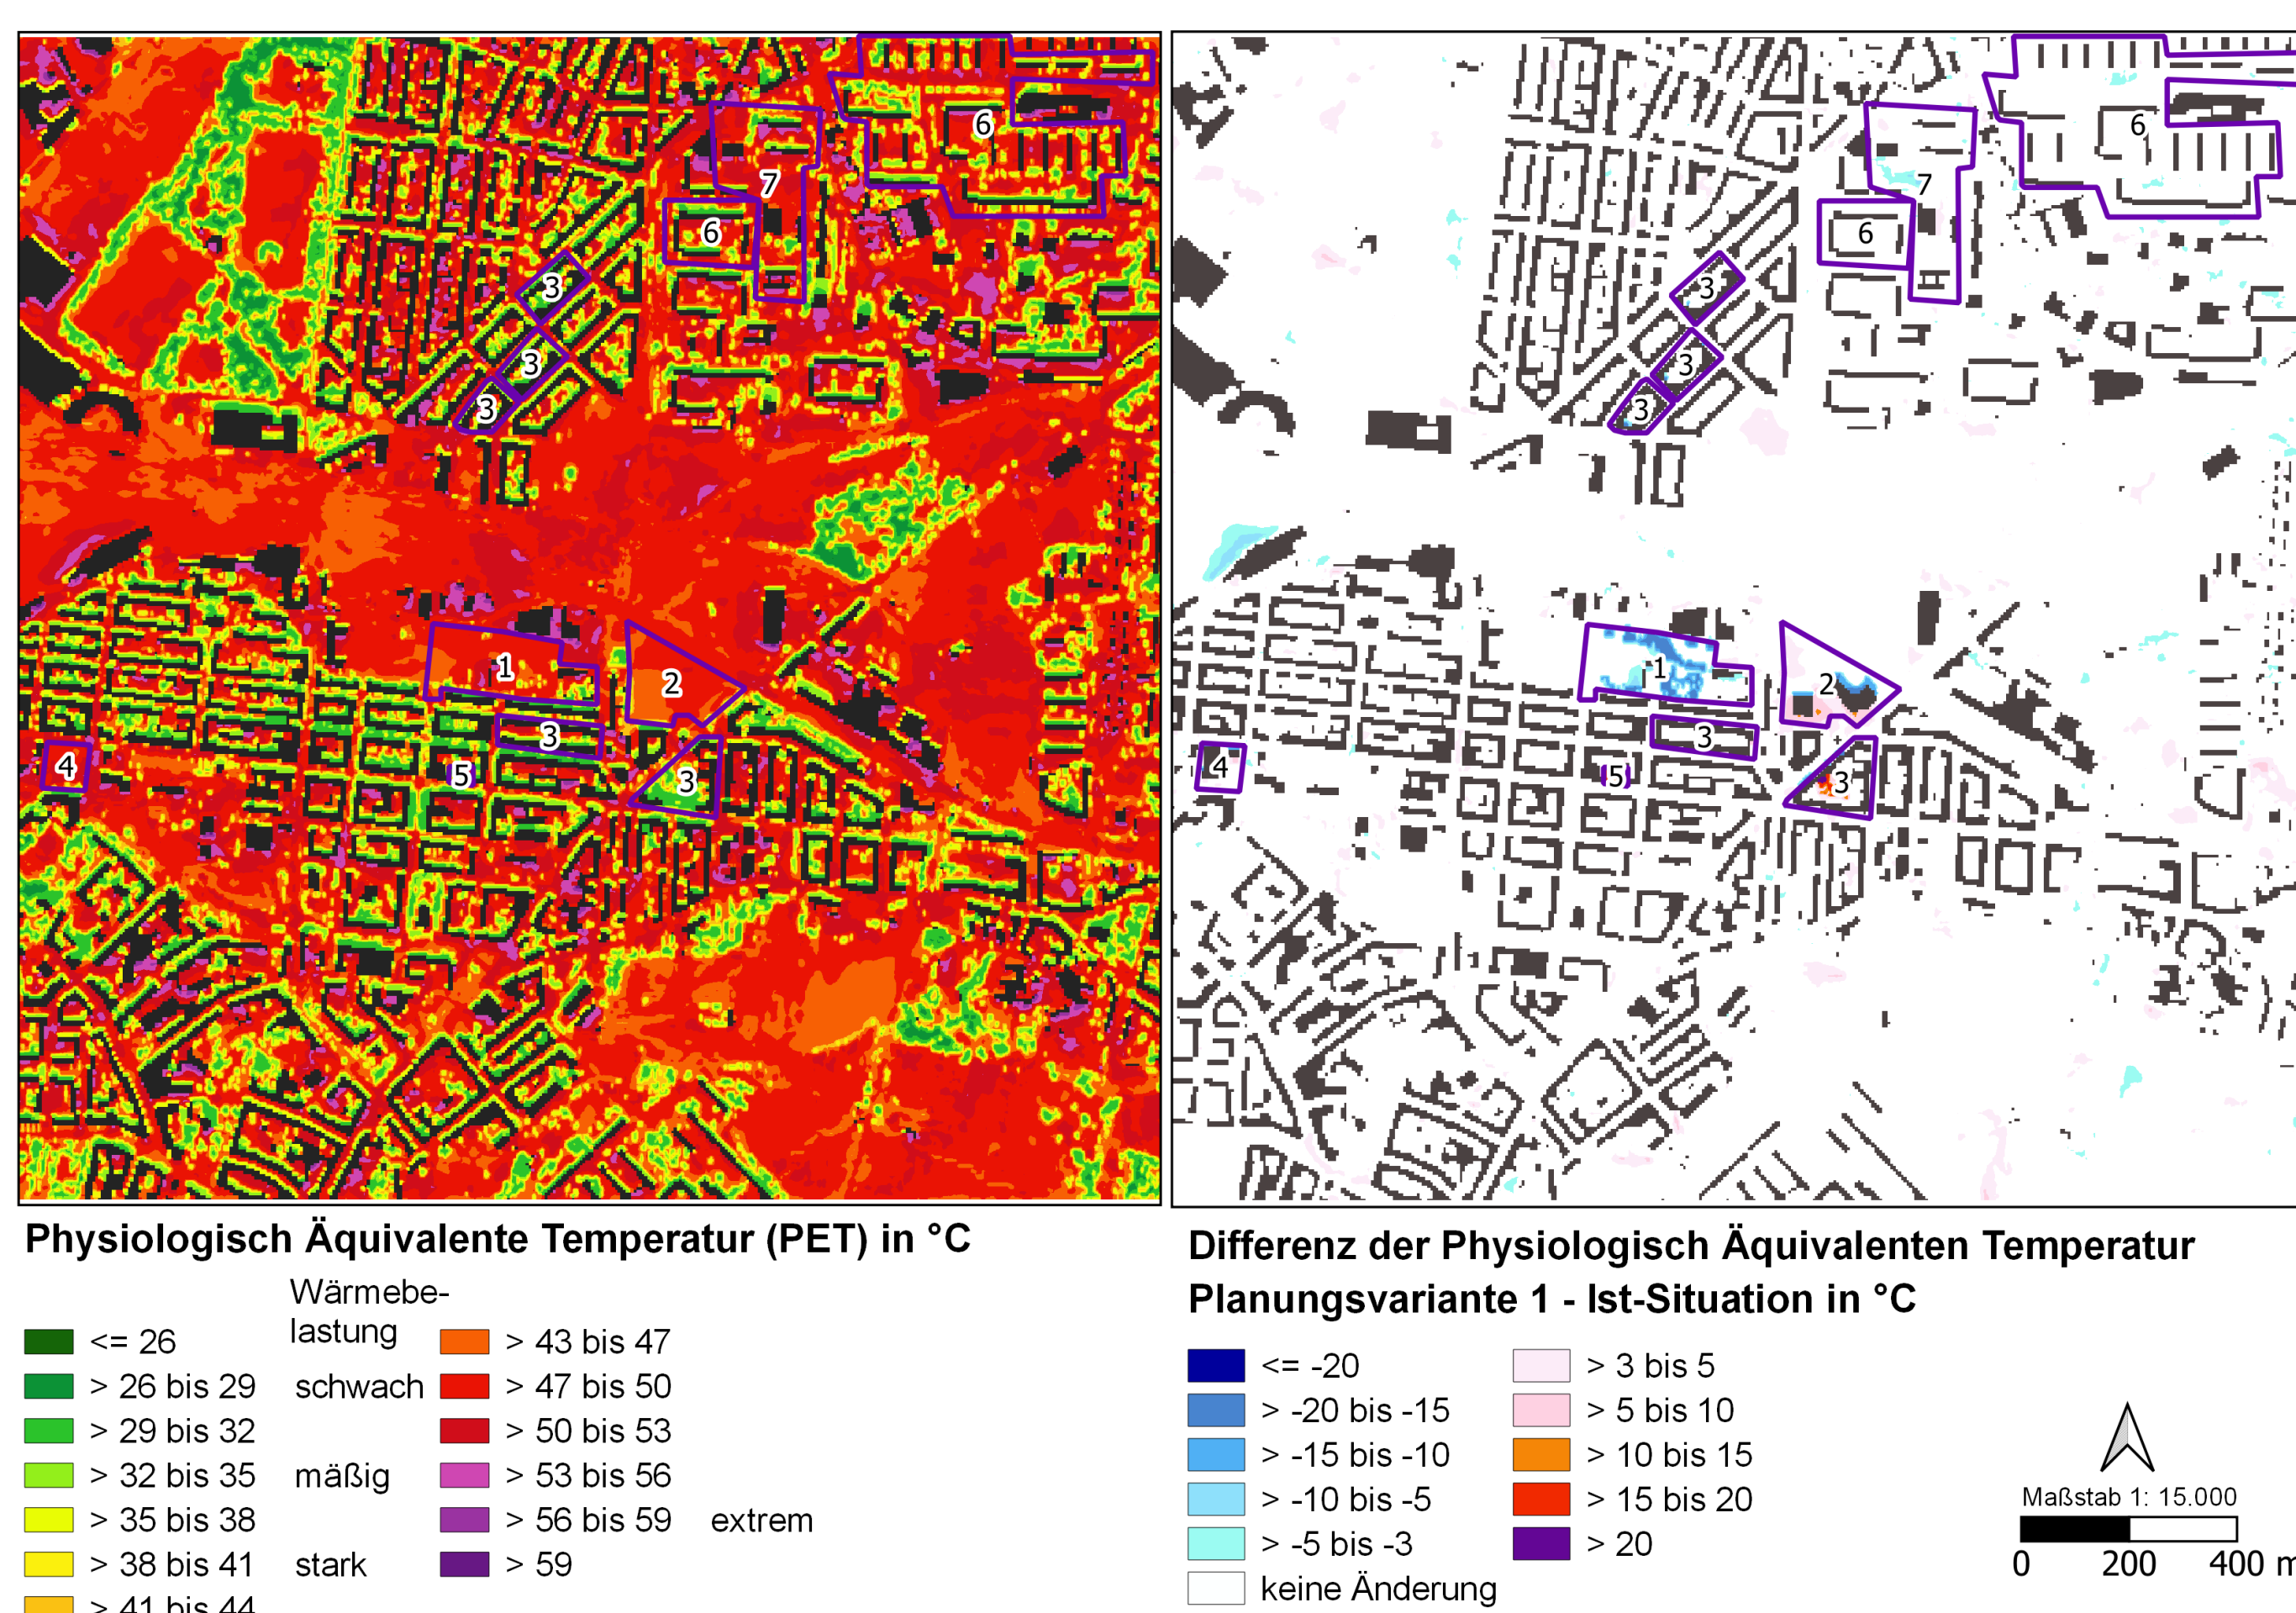 6
7
6
3
3
3
1
2
3
4
5
3
6
7
6
3
3
3
1
2
3
4
5
3
Physiologisch Äquivalente Temperatur (PET) in °C
Wärmebe-
lastung
<= 26
> 26 bis 29 schwach
> 29 bis 32
> 32 bis 35 mäßig
> 35 bis 38
> 38 bis 41 stark
> 41 bis 44
> 43 bis 47
> 47 bis 50
> 50 bis 53
> 53 bis 56
> 56 bis 59 extrem
> 59
Differenz der Physiologisch Äquivalenten Temperatur
Planungsvariante 1 - Ist-Situation in °C
<= -20
> -20 bis -15
> -15 bis -10
> -10 bis -5
> -5 bis -3
keine Änderung
> 3 bis 5
> 5 bis 10
> 10 bis 15
> 15 bis 20
> 20
Maßstab 1: 15.000
0 200 400 m